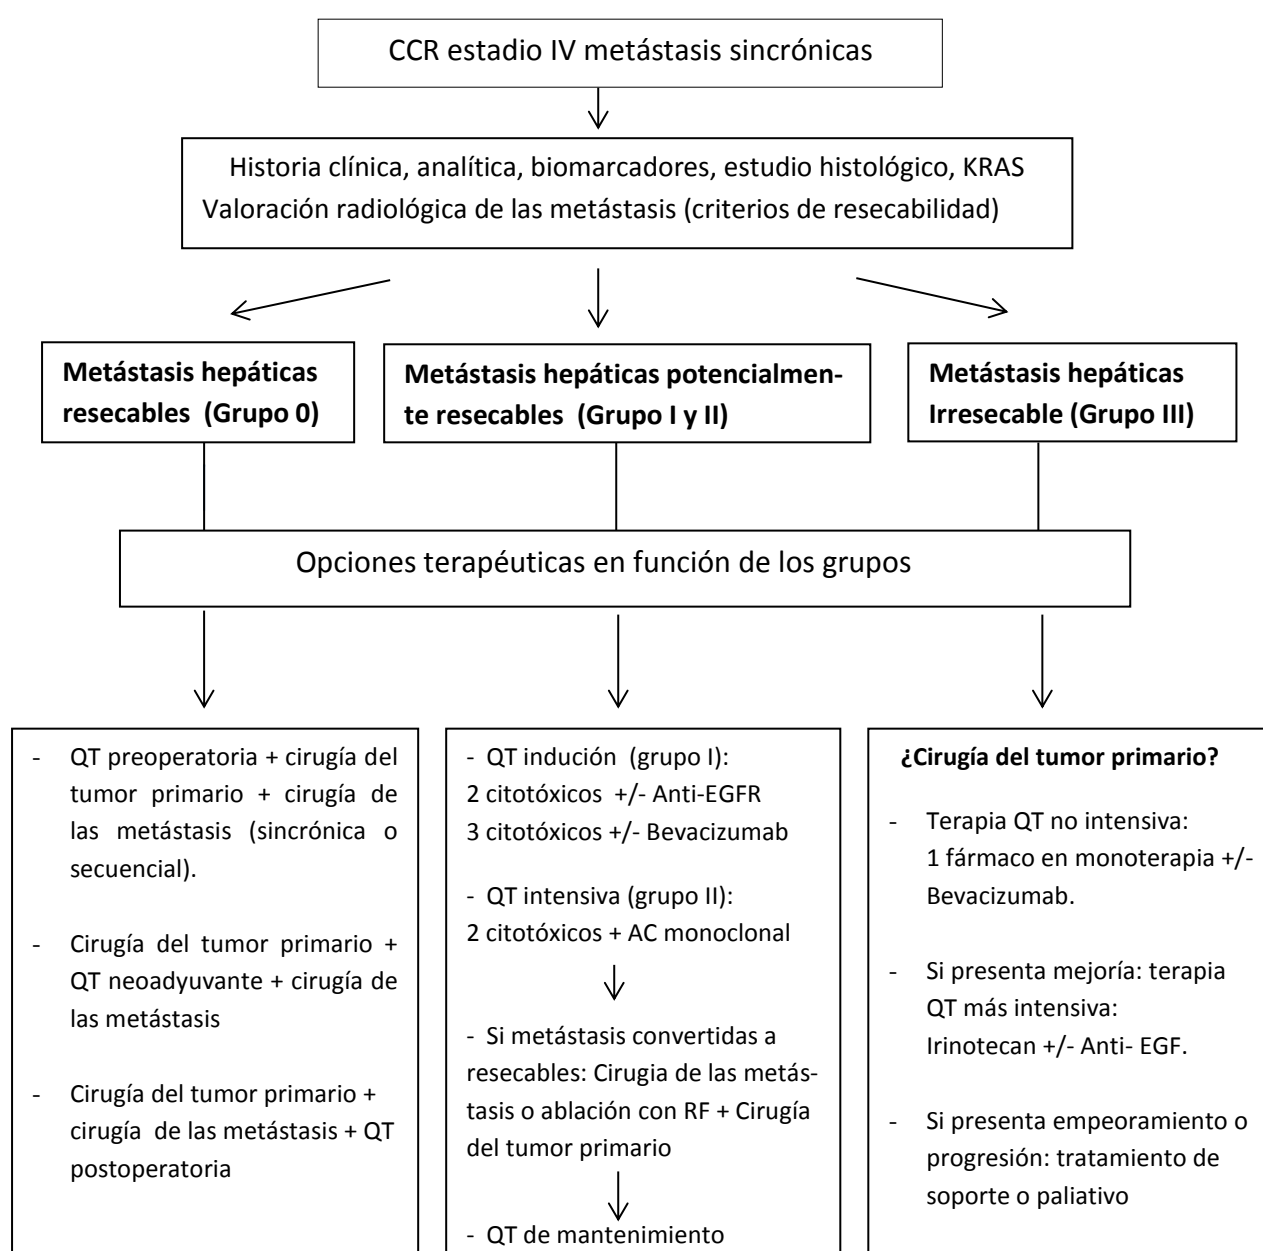 CCR estadio IV metástasis sincrónicas
Historia clínica, analítica, biomarcadores, estudio histológico, KRAS
Valoración radiológica de las metástasis (criterios de resecabilidad)
Metástasis hepáticas
resecables (Grupo 0)
Metástasis hepáticas potencialmen-
te resecables (Grupo I y II)
Metástasis hepáticas
Irresecable (Grupo III)
Opciones terapéuticas en función de los grupos
- QT preoperatoria + cirugía del
tumor primario + cirugía de
las metástasis (sincrónica o
secuencial).
- Cirugía del tumor primario +
QT neoadyuvante + cirugía de
las metástasis
- Cirugía del tumor primario +
cirugía de las metástasis + QT
postoperatoria
- QT indución (grupo I):
2 citotóxicos +/- Anti-EGFR
3 citotóxicos +/- Bevacizumab
- QT intensiva (grupo II):
2 citotóxicos + AC monoclonal
- Si metástasis convertidas a
resecables: Cirugia de las metás-
tasis o ablación con RF + Cirugía
del tumor primario
- QT de mantenimiento
¿Cirugía del tumor primario?
- Terapia QT no intensiva:
1 fármaco en monoterapia +/-
Bevacizumab.
- Si presenta mejoría: terapia
QT más intensiva:
Irinotecan +/- Anti- EGF.
- Si presenta empeoramiento o
progresión: tratamiento de
soporte o paliativo